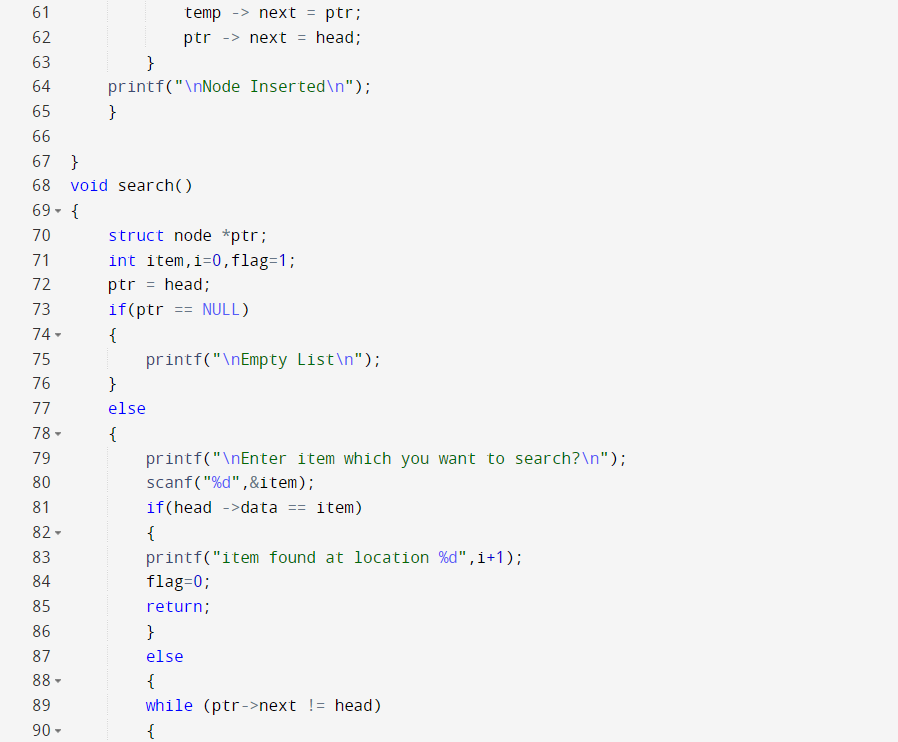 61 temp -> next = ptr;
62 ptr -> next = head;
63 }
64 printf("\nNode Inserted\n");
65 }
66
67 }
68 void search()
69 {
70 struct node *ptr;
71 int item,i=0,flag=1;
72 ptr = head;
73 if(ptr == NULL)
74 {
75 printf("\nEmpty List\n");
76 }
77 else
78 {
79 printf("\nEnter item which you want to search?\n");
80 scanf("%d",&item);
81 if(head ->data == item)
82 {
83 printf("item found at location %d",i+1);
84 flag=0;
85 return;
86 }
87 else
88 {
89 while (ptr->next != head)
90 {